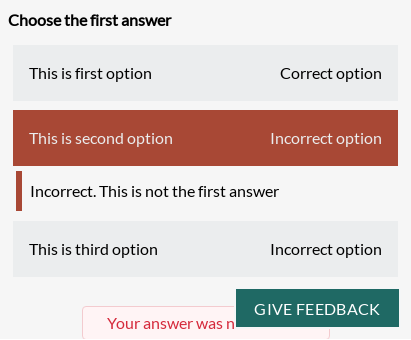 Choose the first answer
This is first option Correct option
This is second option Incorrect option
Incorrect. This is not the first answer
This is third option Incorrect option
Your answer was
GIVE FEEDBACK